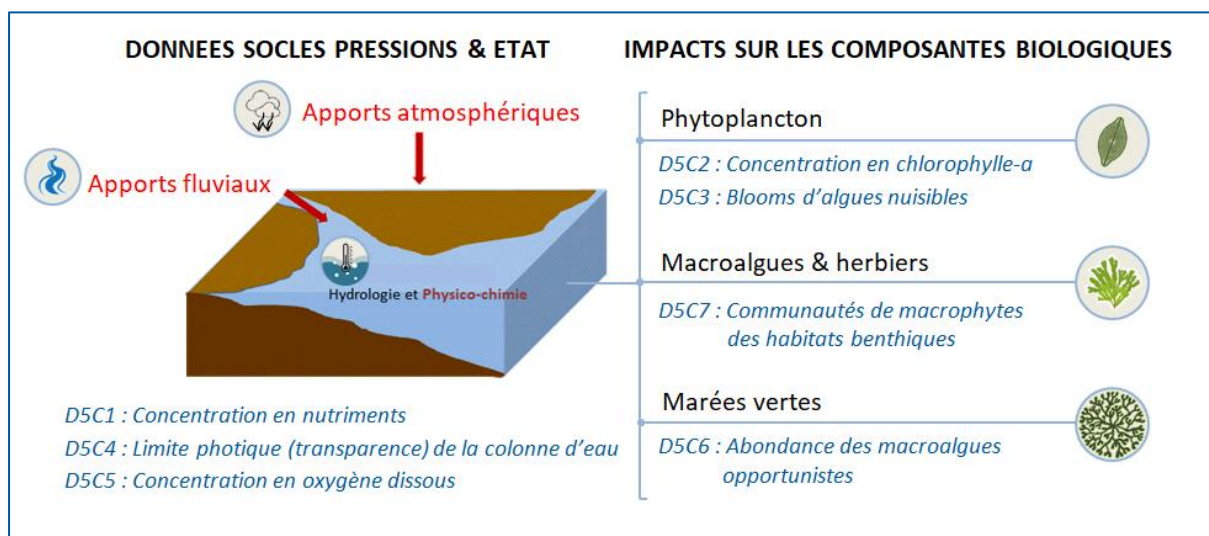 DONNEES SOCLES PRESSIONS & ETAT
Apports atmosphériques
Apports fluviaux
Hydrologie et Physico-chimie
D5C1 : Concentration en nutriments
D5C4 : Limite photique (transparence) de la colonne d’eau
D5C5 : Concentration en oxygène dissous
IMPACTS SUR LES COMPOSANTES BIOLOGIQUES
Phytoplancton
D5C2 : Concentration en chlorophylle-a
D5C3 : Blooms d’algues nuisibles
Macroalgues & herbiers
D5C7 : Communautés de macrophytes
des habitats benthiques
Marées vertes
D5C6 : Abondance des macroalgues
opportunistes